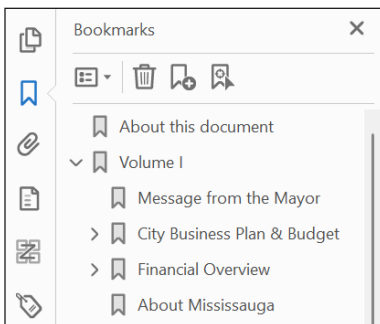 Bookmarks
About this document
Volume I
Message from the Mayor
City Business Plan & Budget
Financial Overview
About Mississauga